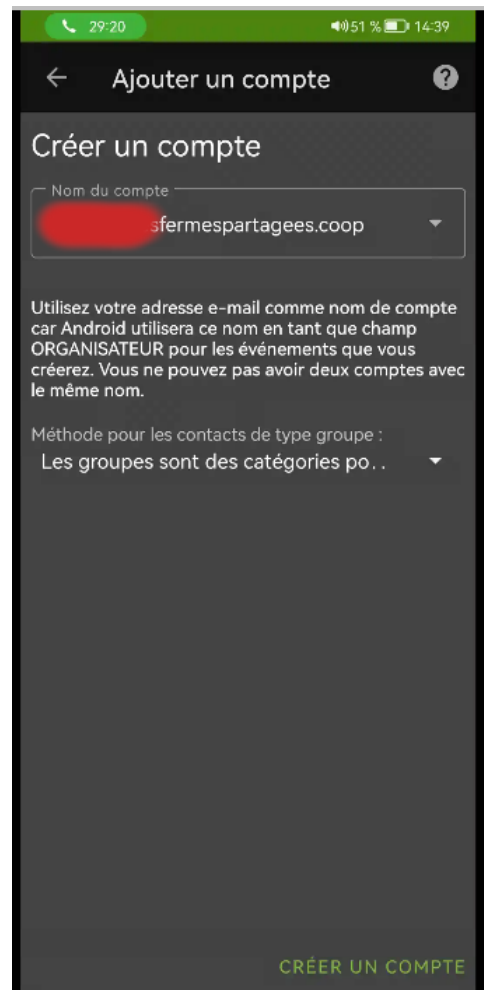 29:20 51 % 14:39
Ajouter un compte
Créer un compte
Nom du compte
sfermespartagees.coop
Utilisez votre adresse e-mail comme nom de compte
car Android utilisera ce nom en tant que champ
ORGANISATEUR pour les événements que vous
créerez. Vous ne pouvez pas avoir deux comptes avec
le même nom.
Méthode pour les contacts de type groupe :
Les groupes sont des catégories po..
CRÉER UN COMPTE